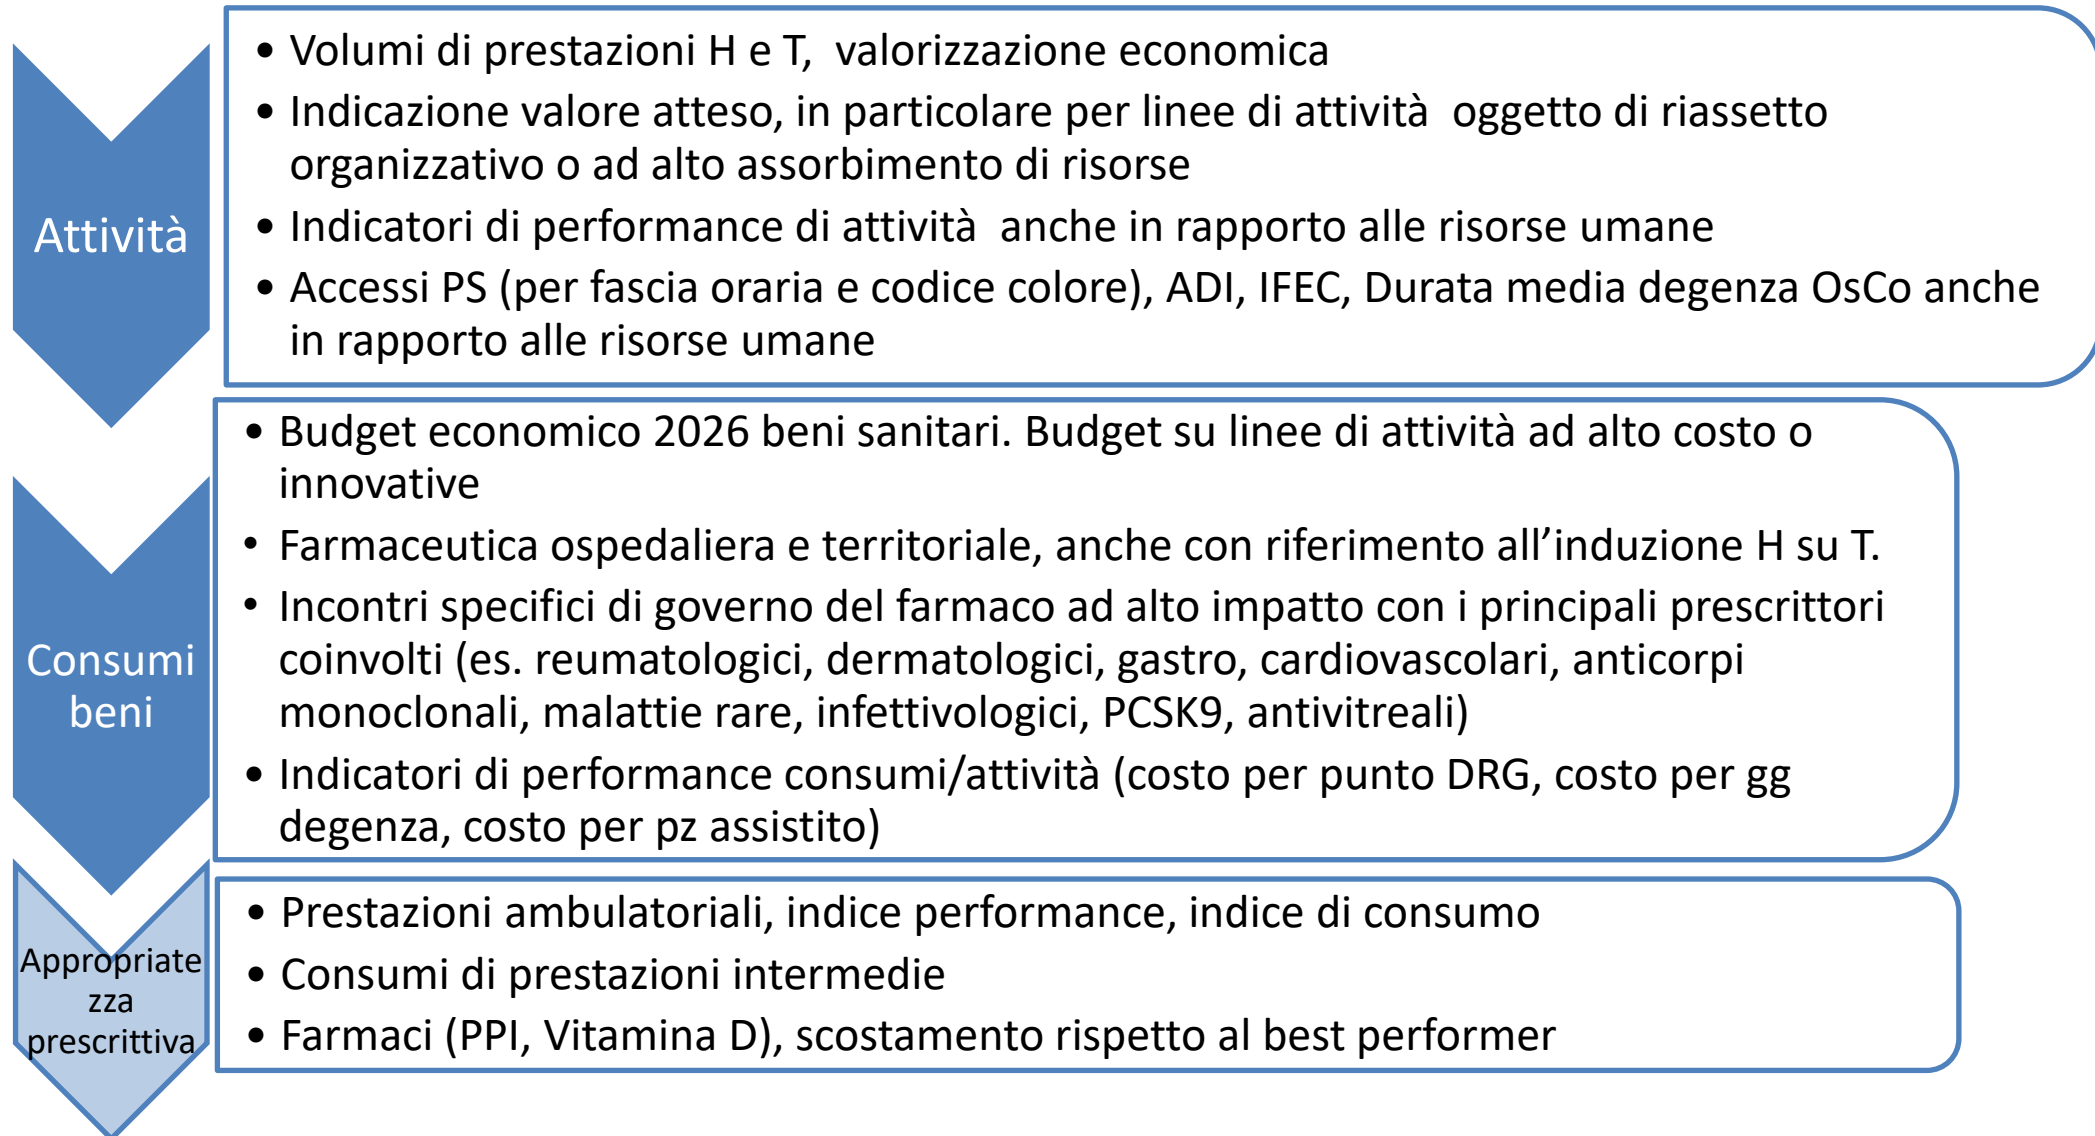 Attività
• Volumi di prestazioni H e T,  valorizzazione economica
• Indicazione valore atteso, in particolare per linee di attività  oggetto di riassetto
organizzativo o ad alto assorbimento di risorse
• Indicatori di performance di attività  anche in rapporto alle risorse umane
• Accessi PS (per fascia oraria e codice colore), ADI, IFEC, Durata media degenza OsCo anche
in rapporto alle risorse umane
Consumi
beni
• Budget economico 2026 beni sanitari. Budget su linee di attività ad alto costo o
innovative
• Farmaceutica ospedaliera e territoriale, anche con riferimento all’induzione H su T.
• Incontri specifici di governo del farmaco ad alto impatto con i principali prescrittori
coinvolti (es. reumatologici, dermatologici, gastro, cardiovascolari, anticorpi
monoclonali, malattie rare, infettivologici, PCSK9, antivitreali)
• Indicatori di performance consumi/attività (costo per punto DRG, costo per gg
degenza, costo per pz assistito)
Appropriate
zza
prescrittiva
• Prestazioni ambulatoriali, indice performance, indice di consumo
• Consumi di prestazioni intermedie
• Farmaci (PPI, Vitamina D), scostamento rispetto al best performer